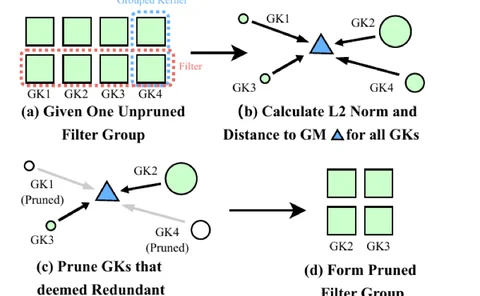 Grouped Kernel
Filter
GK1 GK2 GK3 GK4
(a) Given One Unpruned
Filter Group
GK1
GK2
GK3
GK4
(b) Calculate L2 Norm and
Distance to GM for all GKs
GK1
(Pruned)
GK2
GK3
GK4
(Pruned)
(c) Prune GKs that
deemed Redundant
GK2 GK3
(d) Form Pruned
Filter Group